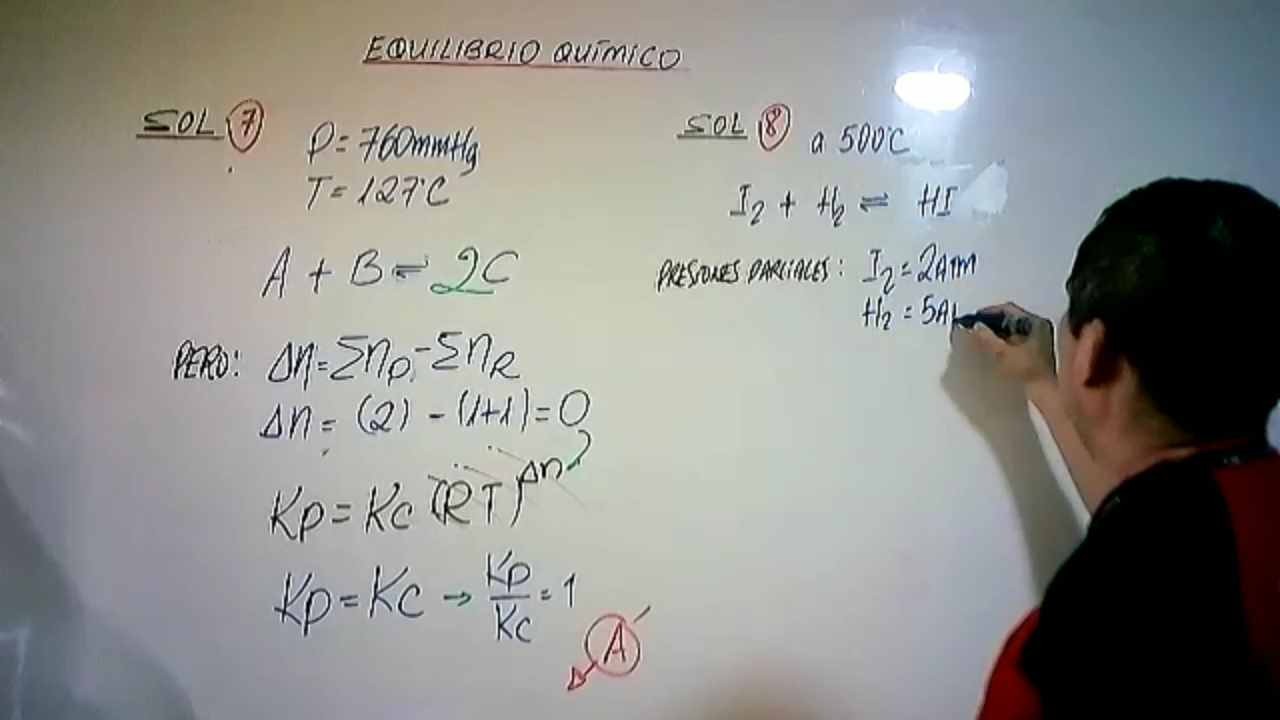 EQUILIBRIO QUÍMICO
SOL 7
P = 760mmHg
T = 127°C
A + B ⇌ 2C
PERO: Δn = Σnp - ΣnR
Δn = (2) - (1+1) = 0
Kp = Kc (RT)^Δn
Kp = Kc → Kp/Kc = 1
A
SOL 8 a 500°C
I₂ + H₂ ⇌ HI
PRESIONES PARCIALES: I₂ = 2ATM
H₂ = 5A